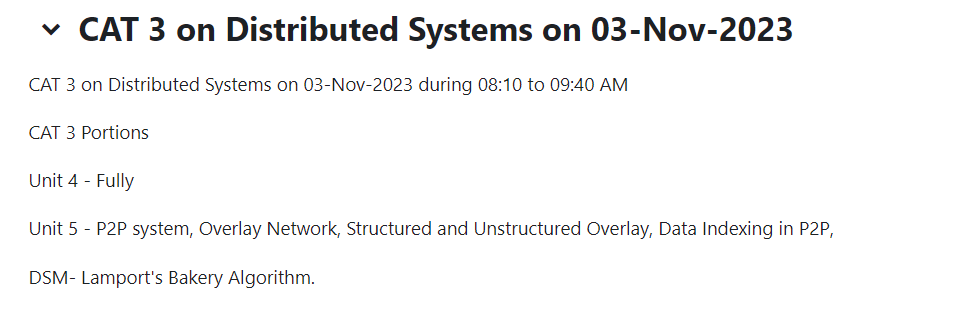 CAT 3 on Distributed Systems on 03-Nov-2023
CAT 3 on Distributed Systems on 03-Nov-2023 during 08:10 to 09:40 AM
CAT 3 Portions
Unit 4 - Fully
Unit 5 - P2P system, Overlay Network, Structured and Unstructured Overlay, Data Indexing in P2P,
DSM- Lamport's Bakery Algorithm.